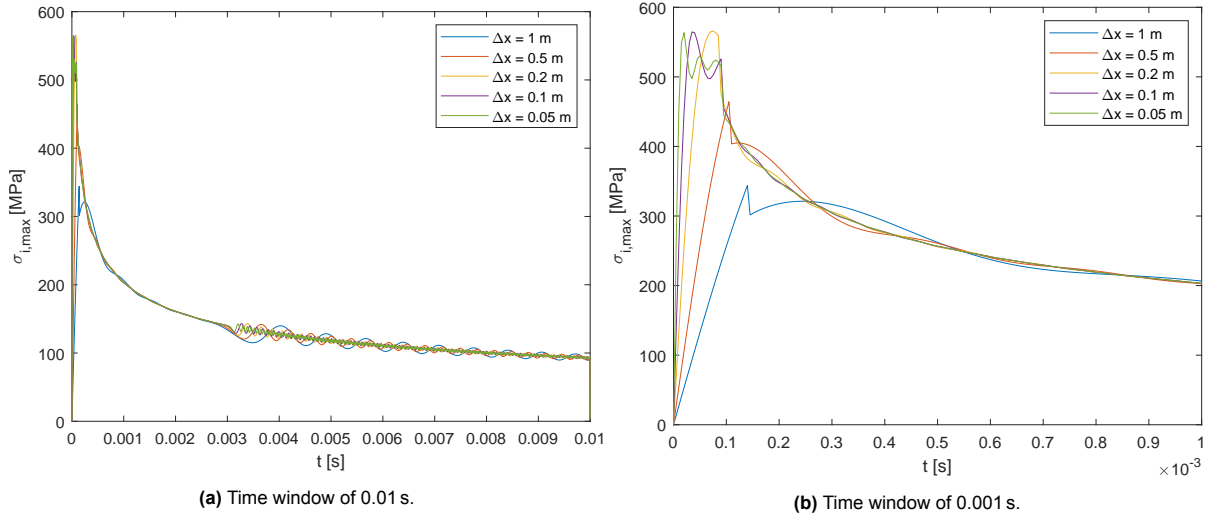 600
500
400
300
200
100
0
σi,max [MPa]
0 0.001 0.002 0.003 0.004 0.005 0.006 0.007 0.008 0.009 0.01
t [s]
Δx = 1 m
Δx = 0.5 m
Δx = 0.2 m
Δx = 0.1 m
Δx = 0.05 m
(a) Time window of 0.01 s.
600
500
400
300
200
100
0
σi,max [MPa]
0 0.1 0.2 0.3 0.4 0.5 0.6 0.7 0.8 0.9 1
t [s]
×10-3
Δx = 1 m
Δx = 0.5 m
Δx = 0.2 m
Δx = 0.1 m
Δx = 0.05 m
(b) Time window of 0.001 s.